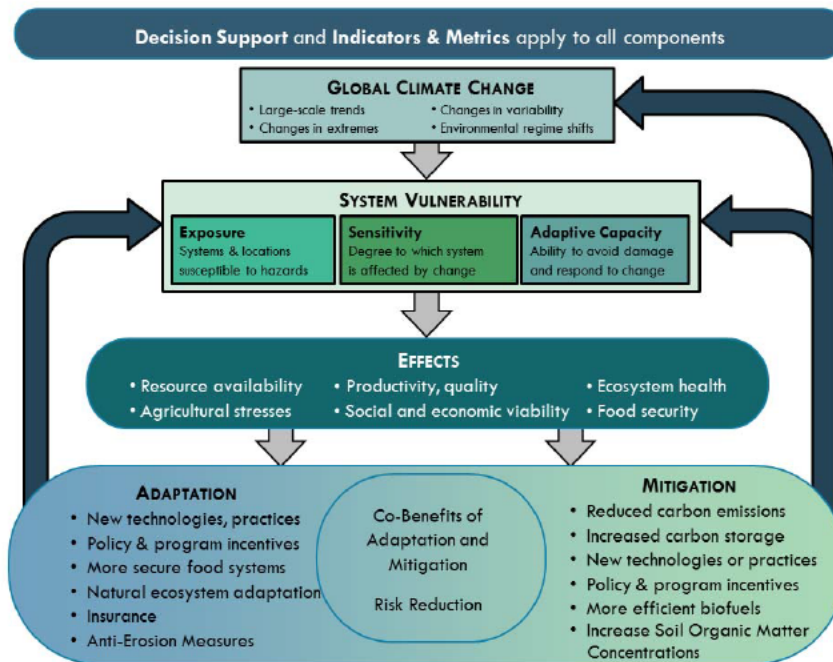 Decision Support and Indicators & Metrics apply to all components
GLOBAL CLIMATE CHANGE
• Large-scale trends
• Changes in variability
• Changes in extremes
• Environmental regime shifts
SYSTEM VULNERABILITY
Exposure
Systems & locations
susceptible to hazards
Sensitivity
Degree to which system
is affected by change
Adaptive Capacity
Ability to avoid damage
and respond to change
EFFECTS
• Resource availability
• Productivity, quality
• Ecosystem health
• Agricultural stresses
• Social and economic viability
• Food security
ADAPTATION
• New technologies, practices
• Policy & program incentives
• More secure food systems
• Natural ecosystem adaptation
• Insurance
• Anti-Erosion Measures
Co-Benefits of
Adaptation and
Mitigation
Risk Reduction
MITIGATION
• Reduced carbon emissions
• Increased carbon storage
• New technologies or practices
• Policy & program incentives
• More efficient biofuels
• Increase Soil Organic Matter
Concentrations